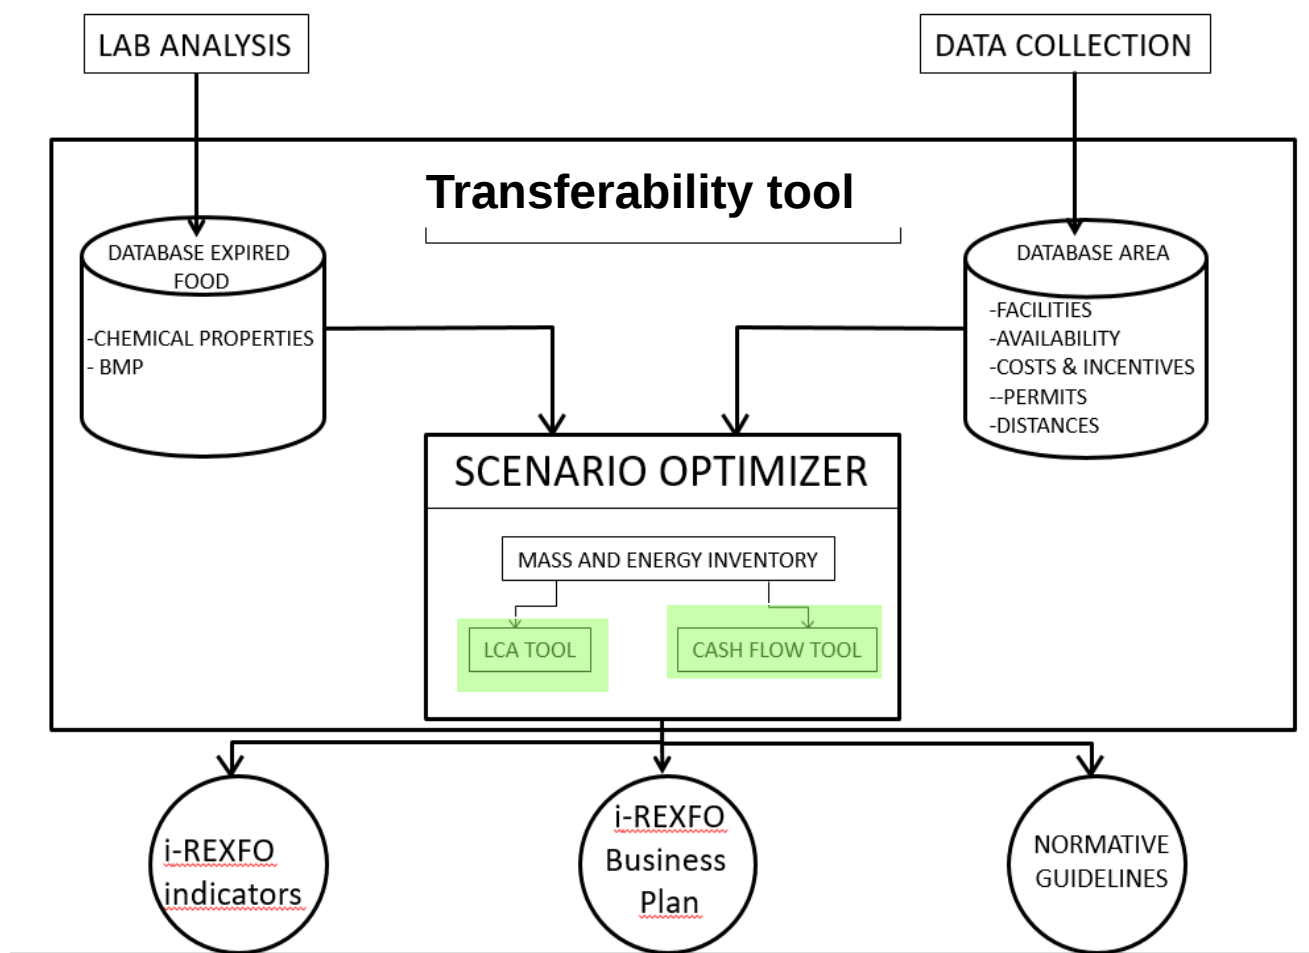 LAB ANALYSIS
DATA COLLECTION
Transferability tool
DATABASE EXPIRED
FOOD
-CHEMICAL PROPERTIES
- BMP
DATABASE AREA
-FACILITIES
-AVAILABILITY
-COSTS & INCENTIVES
--PERMITS
-DISTANCES
SCENARIO OPTIMIZER
MASS AND ENERGY INVENTORY
LCA TOOL
CASH FLOW TOOL
i-REXFO
indicators
i-REXFO
Business
Plan
NORMATIVE
GUIDELINES